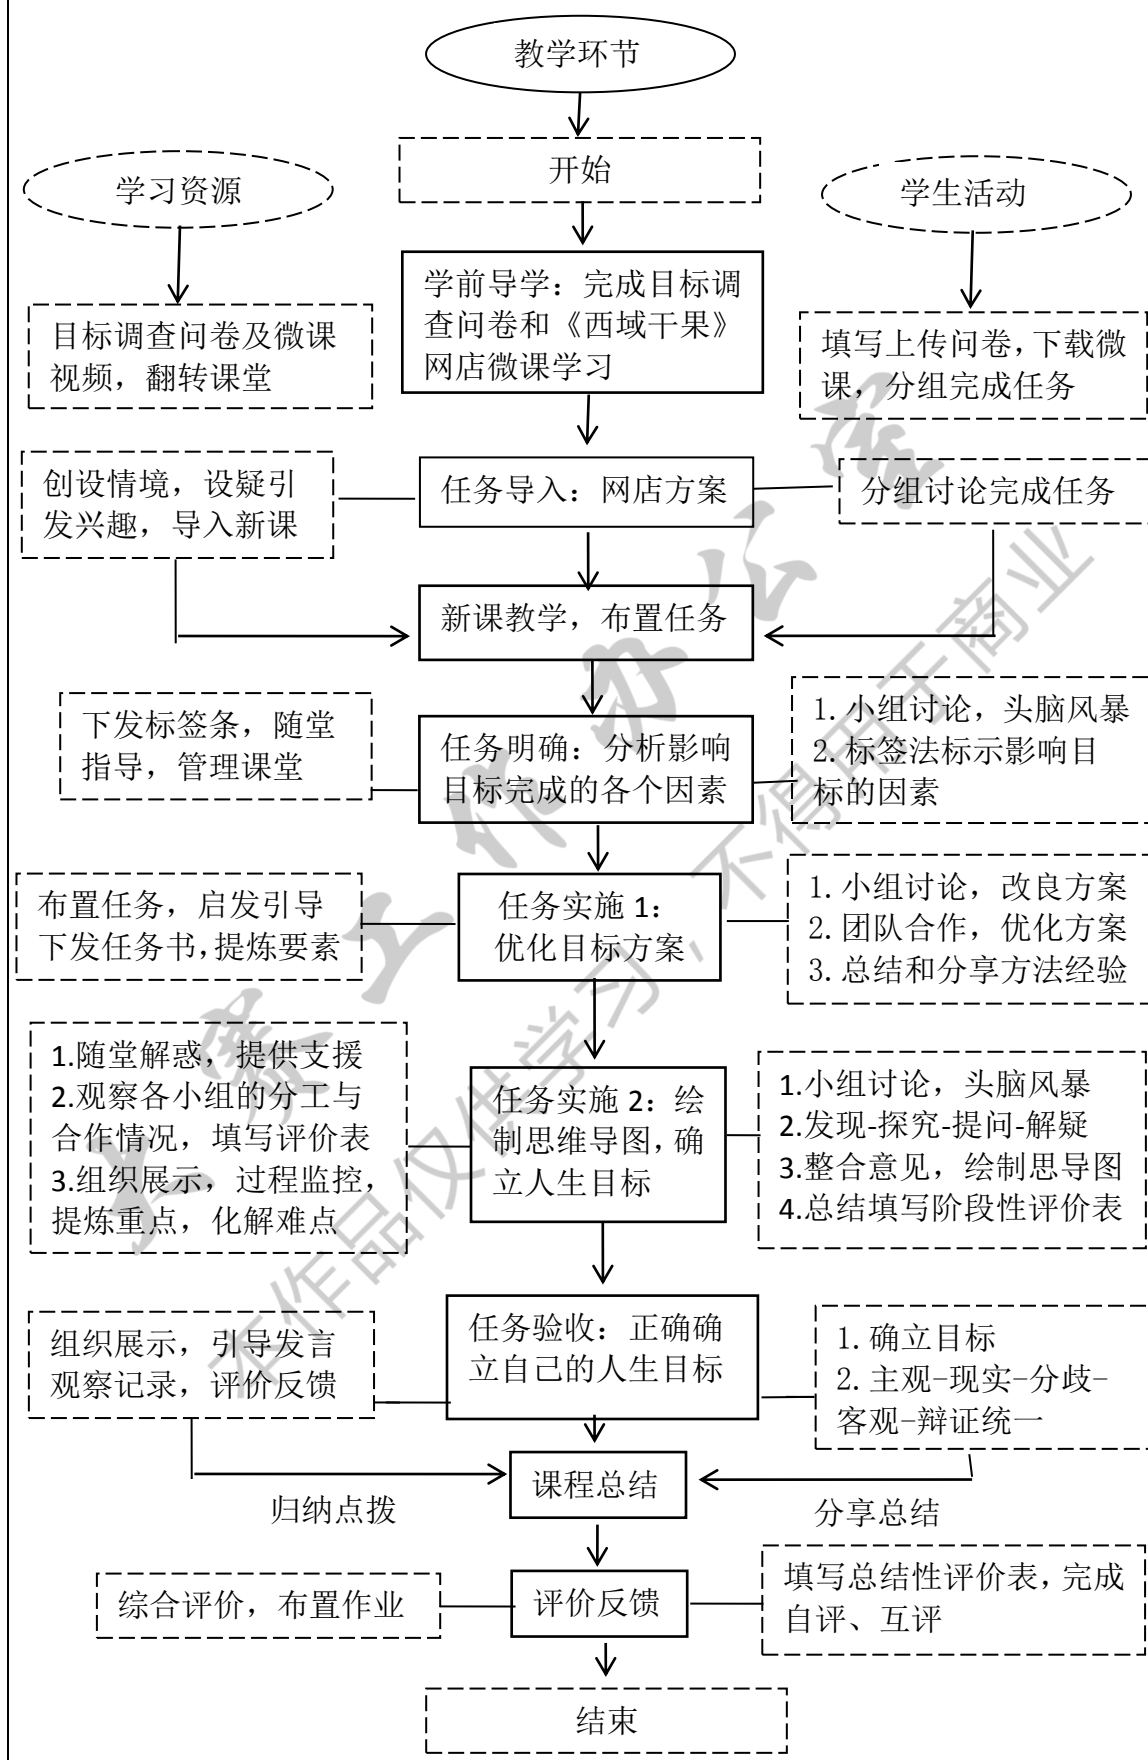 教学环节
开始
学习资源
学生活动
学前导学：完成目标调
查问卷和《西域干果》
网店微课学习
目标调查问卷及微课
视频，翻转课堂
填写上传问卷，下载微
课，分组完成任务
创设情境，设疑引
发兴趣，导入新课
任务导入：网店方案
分组讨论完成任务
新课教学，布置任务
下发标签条，随堂
指导，管理课堂
任务明确：分析影响
目标完成的各个因素
1.小组讨论，头脑风暴
2.标签法标示影响目
标的因素
布置任务，启发引导
下发任务书，提炼要素
任务实施 1：
优化目标方案
1.小组讨论，改良方案
2.团队合作，优化方案
3.总结和分享方法经验
1.随堂解惑，提供支援
2.观察各小组的分工与
合作情况，填写评价表
3.组织展示，过程监控，
提炼重点，化解难点
任务实施 2：绘
制思维导图，确
立人生目标
1.小组讨论，头脑风暴
2.发现-探究-提问-解疑
3.整合意见，绘制思导图
4.总结填写阶段性评价表
组织展示，引导发言
观察记录，评价反馈
任务验收：正确确
立自己的人生目标
1.确立目标
2.主观-现实-分歧-
客观-辩证统一
课程总结
归纳点拨
分享总结
综合评价，布置作业
评价反馈
填写总结性评价表，完成
自评、互评
结束
大赛工作办公室
本作品仅供学习，不得用于商业